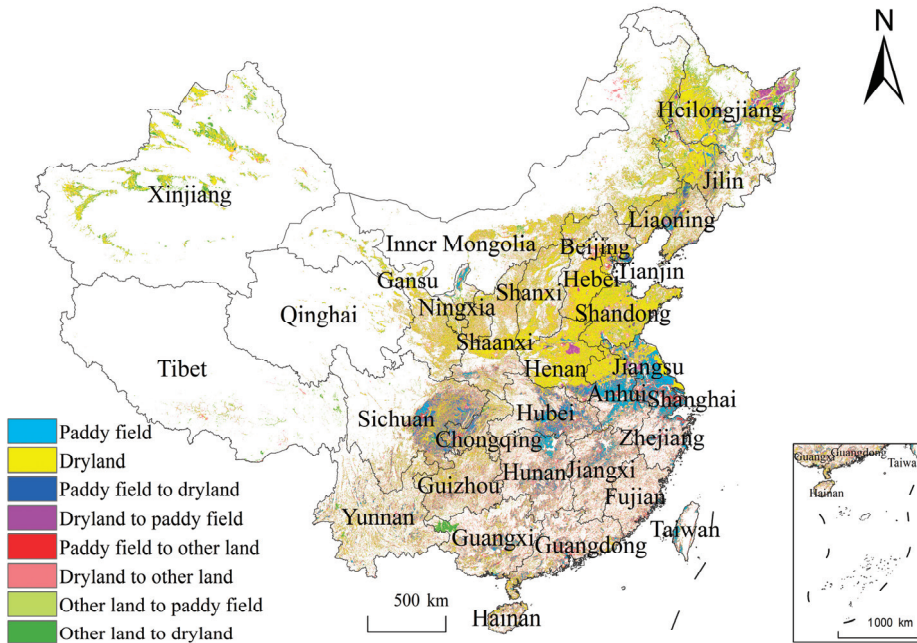 N
Heilongjiang
Jilin
Xinjiang
Liaoning
Inncr Mongolia
Beijing
Gansu
Hebei
Tianjin
Ningxia
Shanxi
Qinghai
Shandong
Shaanxi
Tibet
Henan
Jiangsu
Anhui
Shanghai
Sichuan
Hubei
Chongqing
Zhejiang
Hunan
Jiangxi
Guizhou
Fujian
Yunnan
Guangxi
Guangdong
Taiwan
Hainan
Paddy field
Dryland
Paddy field to dryland
Dryland to paddy field
Paddy field to other land
Dryland to other land
Other land to paddy field
Other land to dryland
500 km
Guangxi
Guangdong
Taiwa
Hainan
1000 km